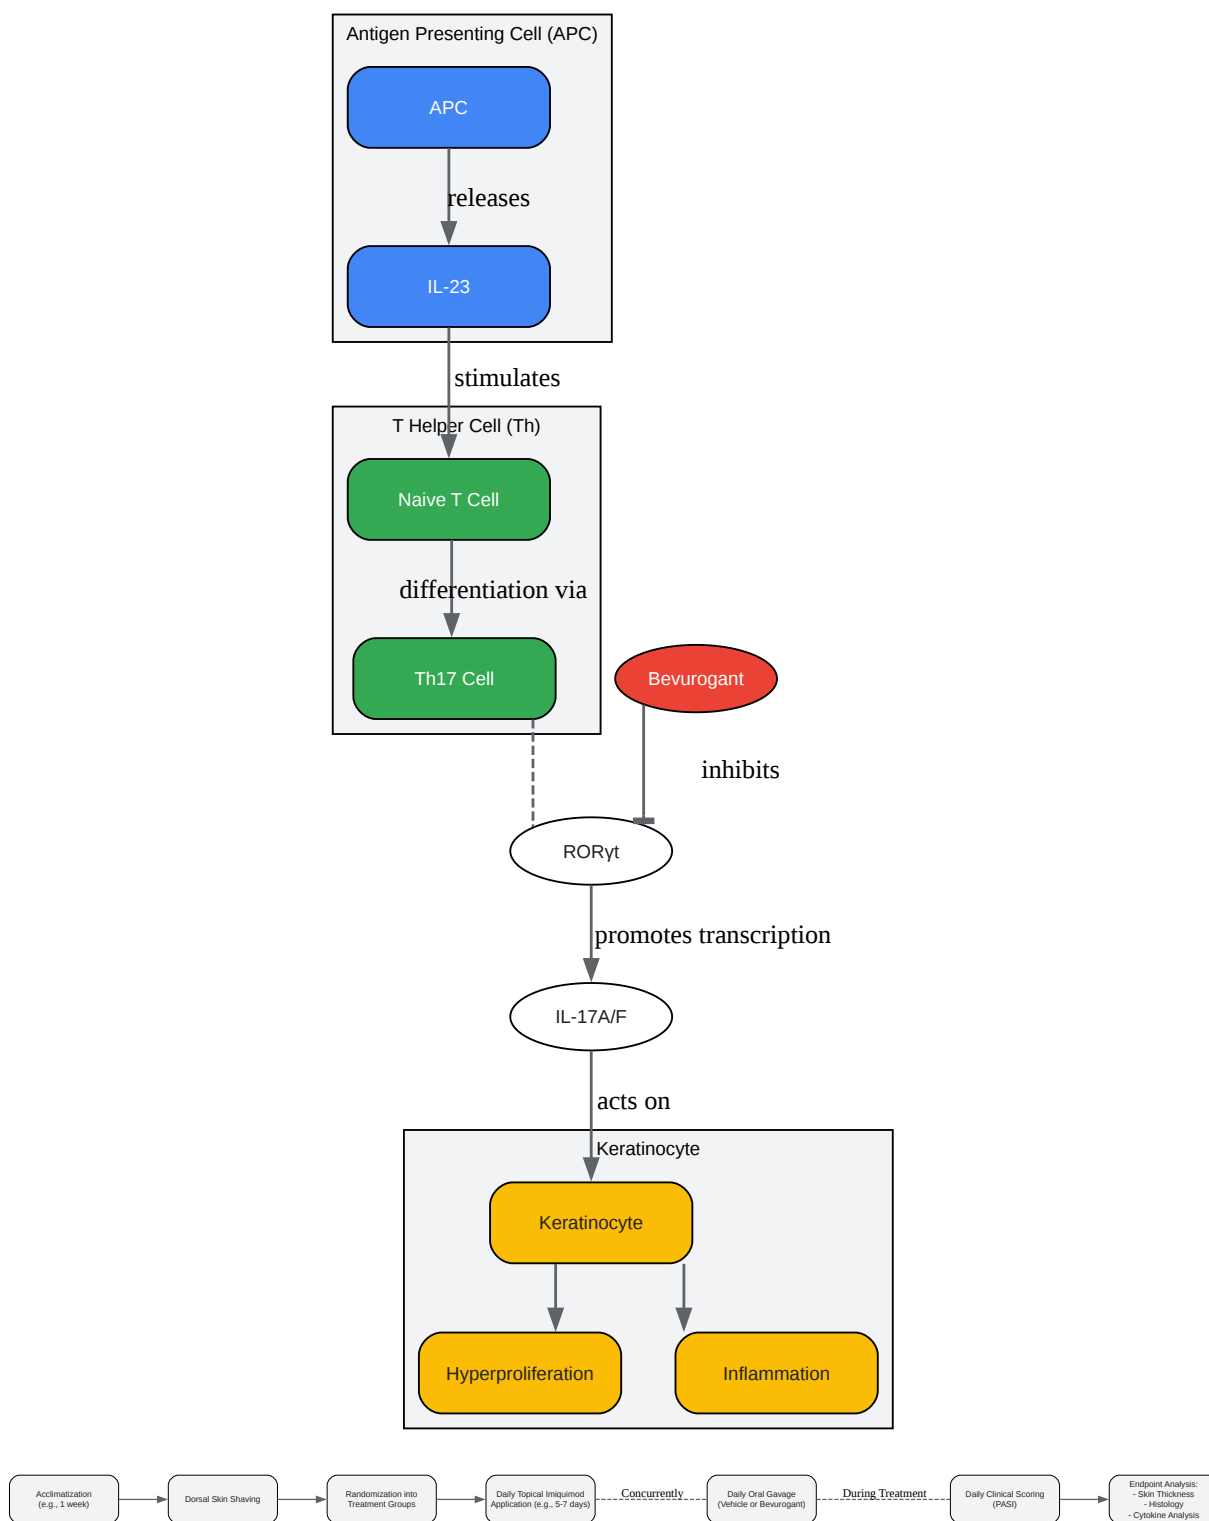 Antigen Presenting Cell (APC)
APC
releases
IL-23
stimulates
T Helper Cell (Th)
Naive T Cell
differentiation via
Th17 Cell
Bevurogant
inhibits
RORγt
promotes transcription
IL-17A/F
acts on
Keratinocyte
Keratinocyte
Hyperproliferation
Inflammation
Acclimatization
(e.g., 1 week)
Dorsal Skin Shaving
Randomization into
Treatment Groups
Daily Topical Imiquimod
Application (e.g., 5-7 days)
Concurrently
Daily Oral Gavage
(Vehicle or Bevurogant)
During Treatment
Daily Clinical Scoring
(PASI)
Endpoint Analysis:
- Skin Thickness
- Histology
- Cytokine Analysis